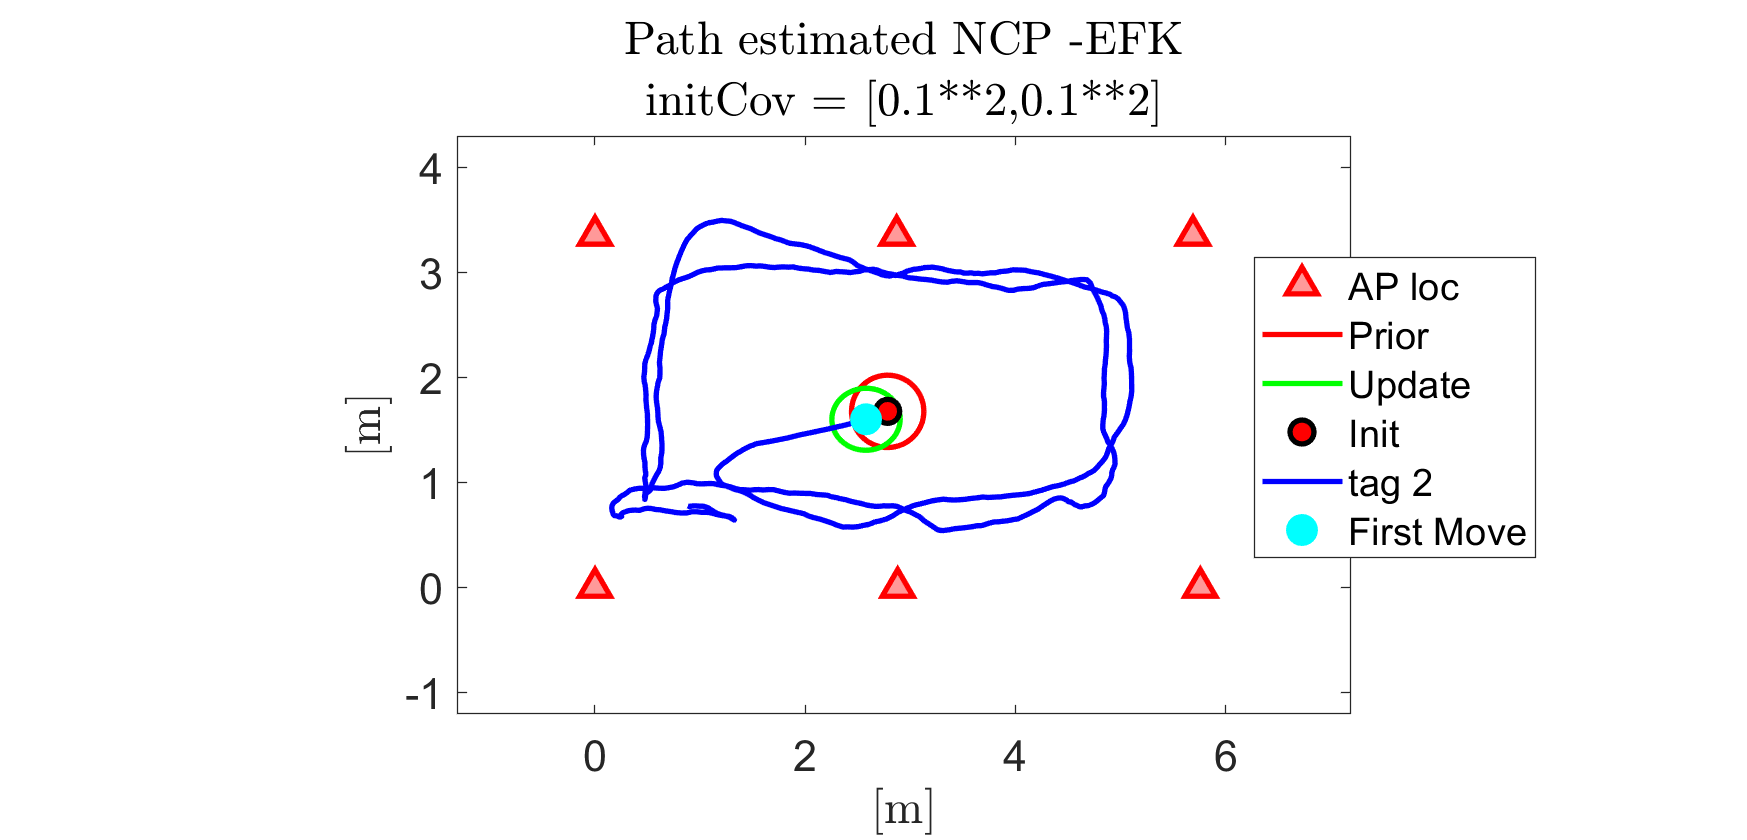 Path estimated NCP -EFK
initCov = [0.1**2,0.1**2]
4
3
2
1
0
-1
[m]
0
2
4
6
[m]
AP loc
Prior
Update
Init
tag 2
First Move